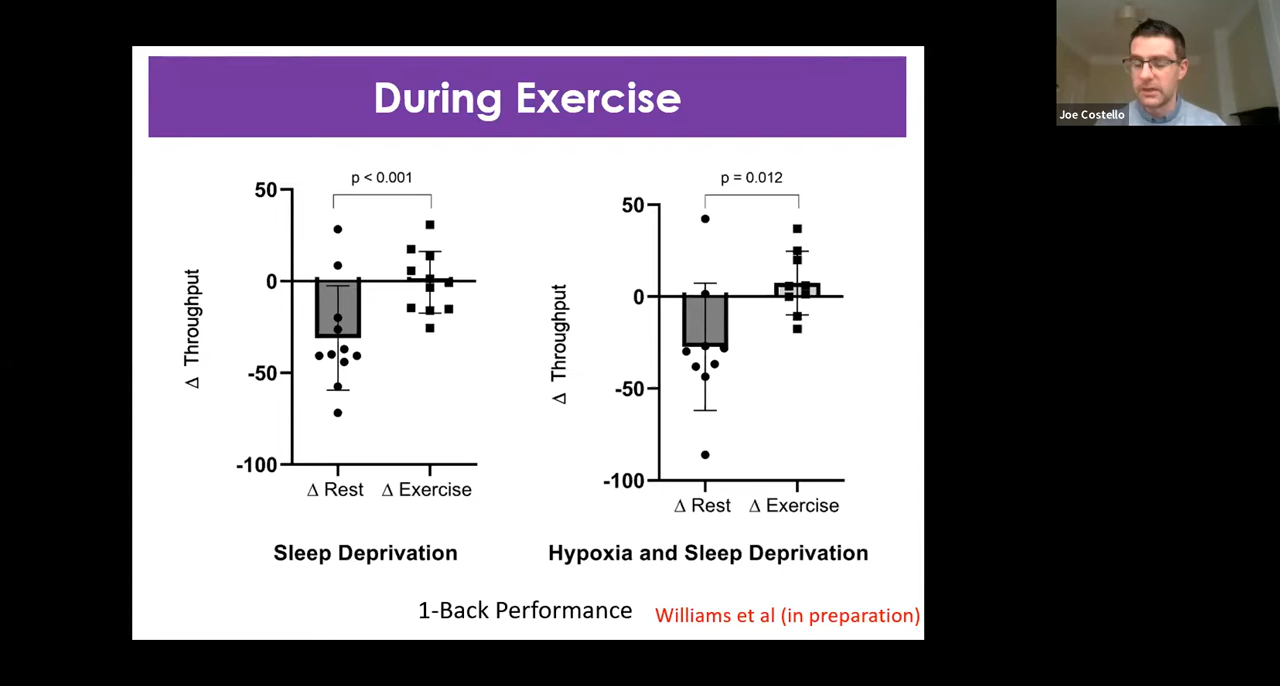 During Exercise
p < 0.001
50
0
-50
-100
Δ Throughput
Δ Rest
Δ Exercise
Sleep Deprivation
p = 0.012
50
0
-50
-100
Δ Throughput
Δ Rest
Δ Exercise
Hypoxia and Sleep Deprivation
1-Back Performance
Williams et al (in preparation)
Joe Costello